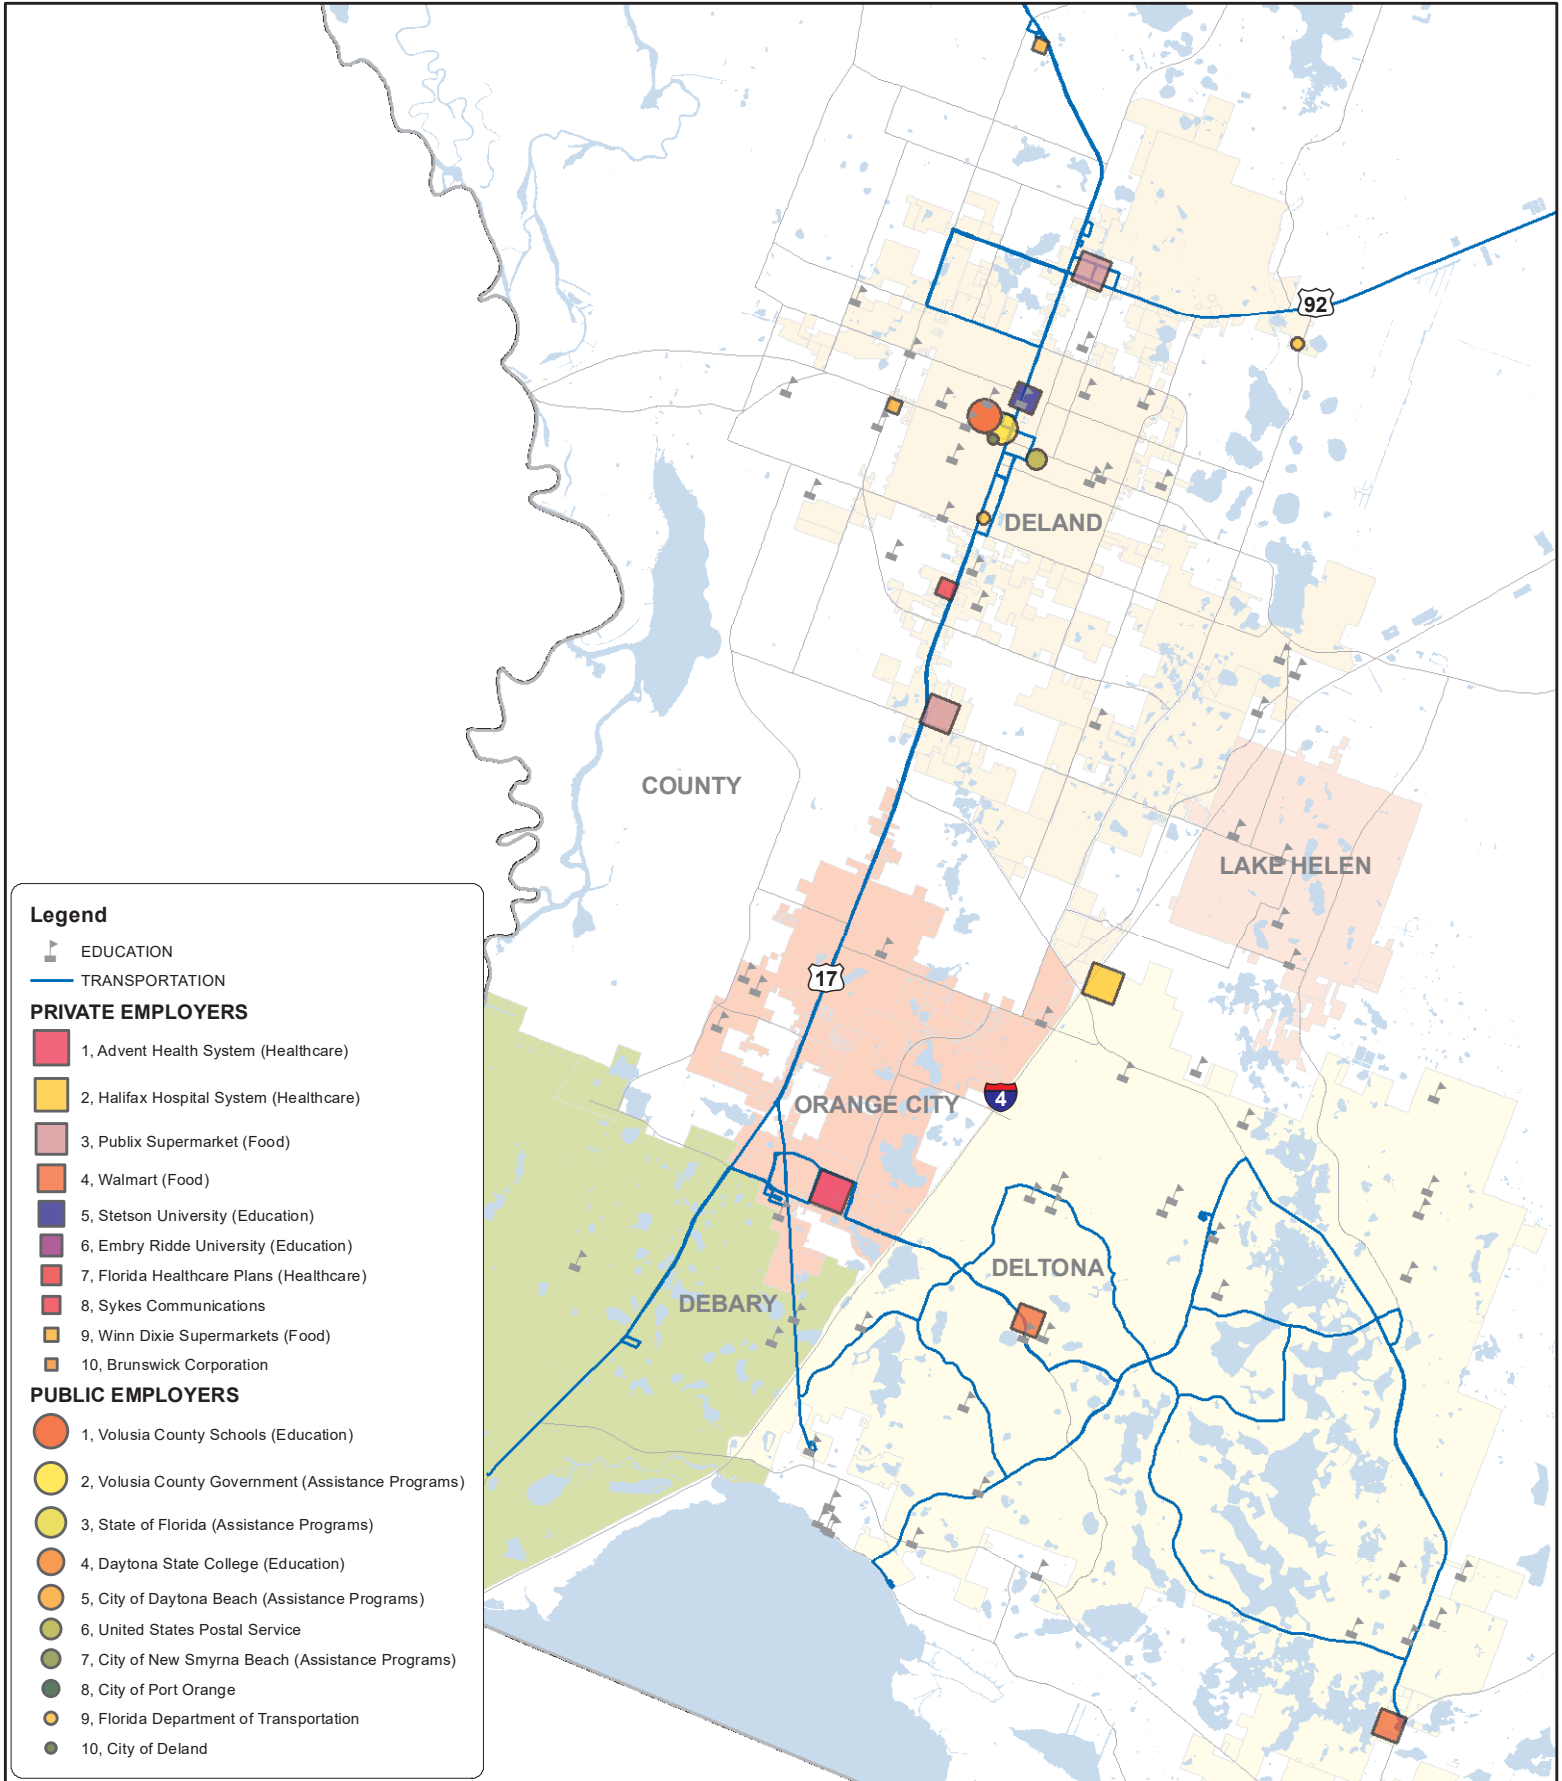 92
DELAND
COUNTY
LAKE HELEN
17
ORANGE CITY
4
DELTONA
DEBARY
Legend
EDUCATION
TRANSPORTATION
PRIVATE EMPLOYERS
1, Advent Health System (Healthcare)
2, Halifax Hospital System (Healthcare)
3, Publix Supermarket (Food)
4, Walmart (Food)
5, Stetson University (Education)
6, Embry Ridde University (Education)
7, Florida Healthcare Plans (Healthcare)
8, Sykes Communications
9, Winn Dixie Supermarkets (Food)
10, Brunswick Corporation
PUBLIC EMPLOYERS
1, Volusia County Schools (Education)
2, Volusia County Government (Assistance Programs)
3, State of Florida (Assistance Programs)
4, Daytona State College (Education)
5, City of Daytona Beach (Assistance Programs)
6, United States Postal Service
7, City of New Smyrna Beach (Assistance Programs)
8, City of Port Orange
9, Florida Department of Transportation
10, City of Deland